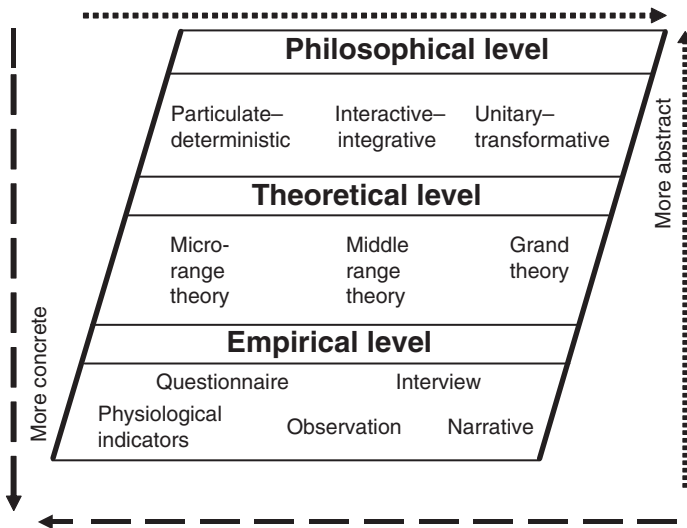 Philosophical level
Particulate–
deterministic
Interactive–
integrative
Unitary–
transformative
Theoretical level
Micro-
range
theory
Middle
range
theory
Grand
theory
Empirical level
Questionnaire
Interview
Physiological
indicators
Observation
Narrative
More concrete
More abstract